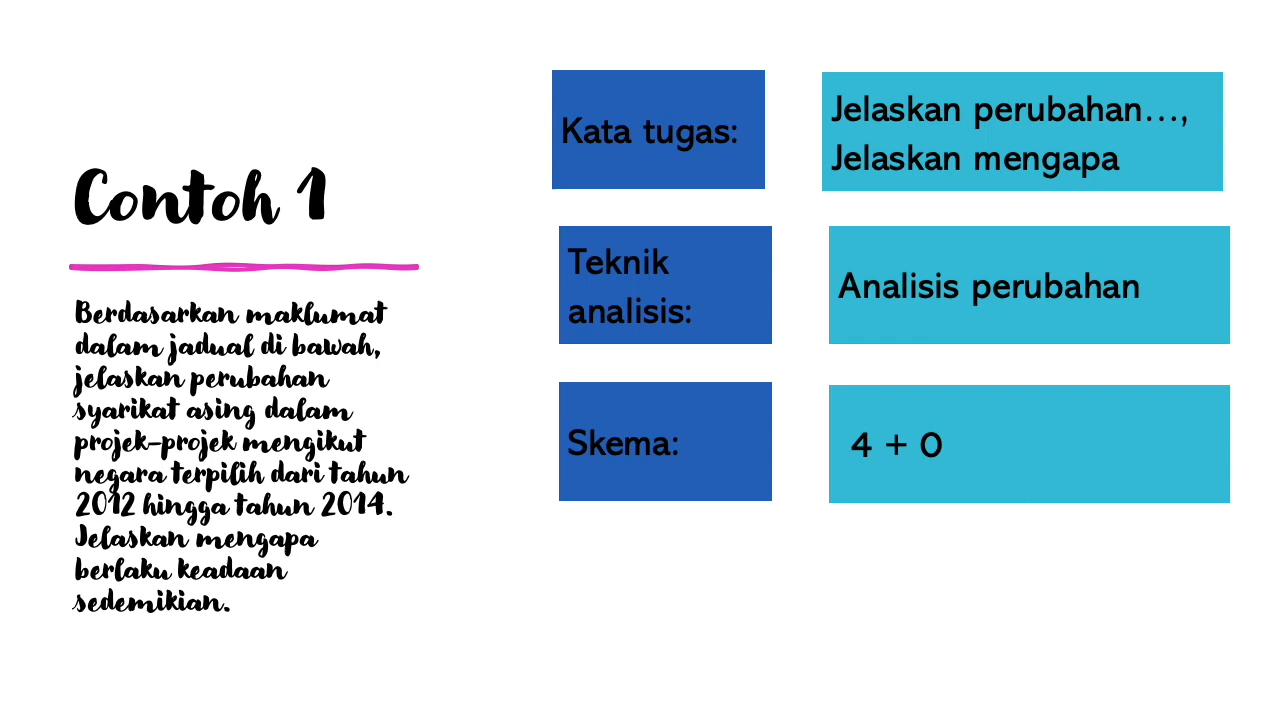 Contoh 1
Berdasarkan maklumat
dalam jadual di bawah,
jelaskan perubahan
syarikat asing dalam
projek-projek mengikut
negara terpilih dari tahun
2012 hingga tahun 2014.
Jelaskan mengapa
berlaku keadaan
sedemikian.
Kata tugas:
Jelaskan perubahan...,
Jelaskan mengapa
Teknik
analisis:
Analisis perubahan
Skema:
4 + 0